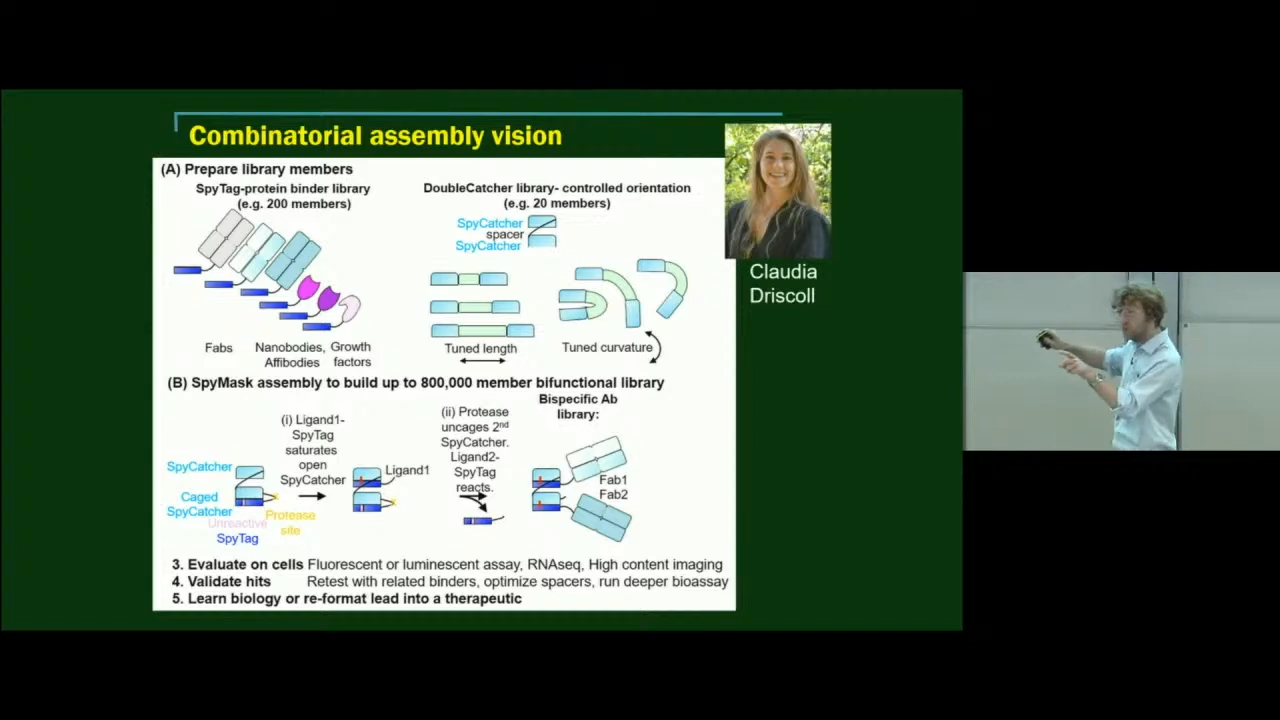 Combinatorial assembly vision
(A) Prepare library members
SpyTag-protein binder library
(e.g. 200 members)
DoubleCatcher library- controlled orientation
(e.g. 20 members)
SpyCatcher
spacer
SpyCatcher
Fabs
Nanobodies,
Affibodies
Growth
factors
Tuned length
Tuned curvature
Claudia
Driscoll
(B) SpyMask assembly to build up to 800,000 member bifunctional library
(i) Ligand1-
SpyTag
saturates
open
SpyCatcher
(ii) Protease
uncages 2nd
SpyCatcher.
Ligand2-
SpyTag
reacts.
Bispecific Ab
library:
SpyCatcher
Caged
SpyCatcher
Unreactive
SpyTag
Protease
site
Ligand1
Fab1
Fab2
3. Evaluate on cells Fluorescent or luminescent assay, RNAseq, High content imaging
4. Validate hits Retest with related binders, optimize spacers, run deeper bioassay
5. Learn biology or re-format lead into a therapeutic